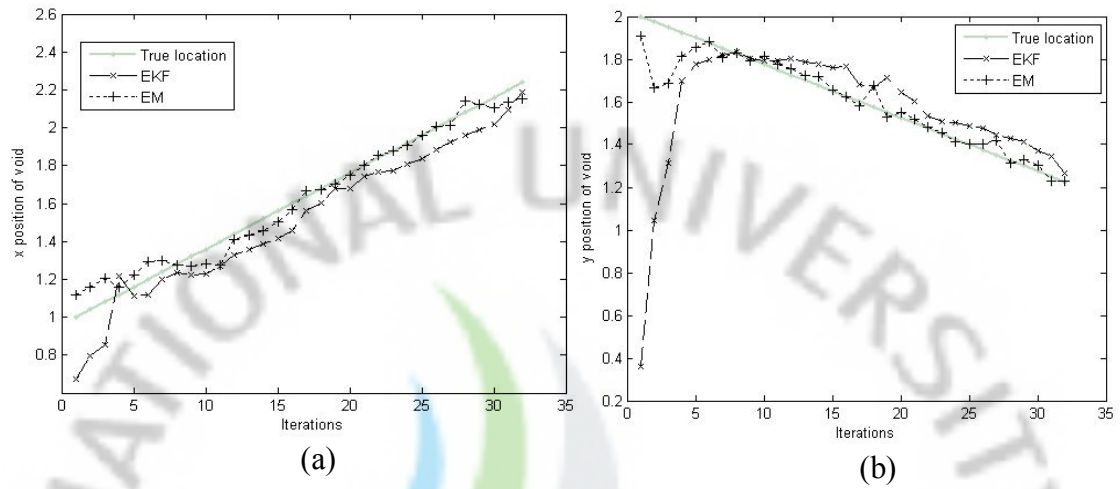 2.6
2.4
2.2
2
1.8
1.6
1.4
1.2
1
0.8
x position of void
True location
EKF
EM
0 5 10 15 20 25 30 35
Iterations
(a)
2
1.8
1.6
1.4
1.2
1
0.8
0.6
0.4
0.2
y position of void
True location
EKF
EM
0 5 10 15 20 25 30 35
Iterations
(b)
NATIONAL UNIVERSIT